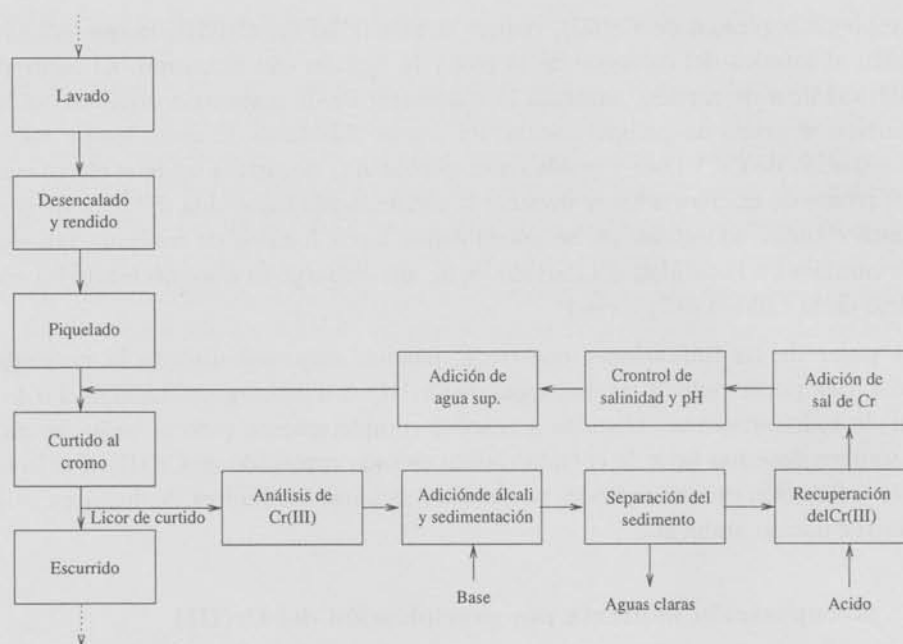 Lavado
Desencalado
y rendido
Piquelado
Adición de
agua sup.
Crontrol de
salinidad y pH
Adición de
sal de Cr
Curtido al
cromo
Licor de curtido
Análisis de
Cr(III)
Adiciónde álcali
y sedimentación
Separación del
sedimento
Recuperación
delCr(III)
Escurrido
Base
Aguas claras
Acido